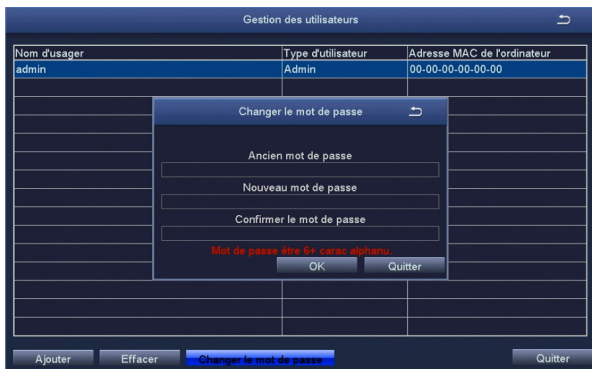 Gestion des utilisateurs
Nom d'usager Type d'utilisateur Adresse MAC de l'ordinateur
admin Admin 00-00-00-00-00-00
Changer le mot de passe
Ancien mot de passe
Nouveau mot de passe
Confirmer le mot de passe
Mot de passe étre 6+ carac alphanu.
OK Quitter
Ajouter Effacer Changer le mot de passe Quitter